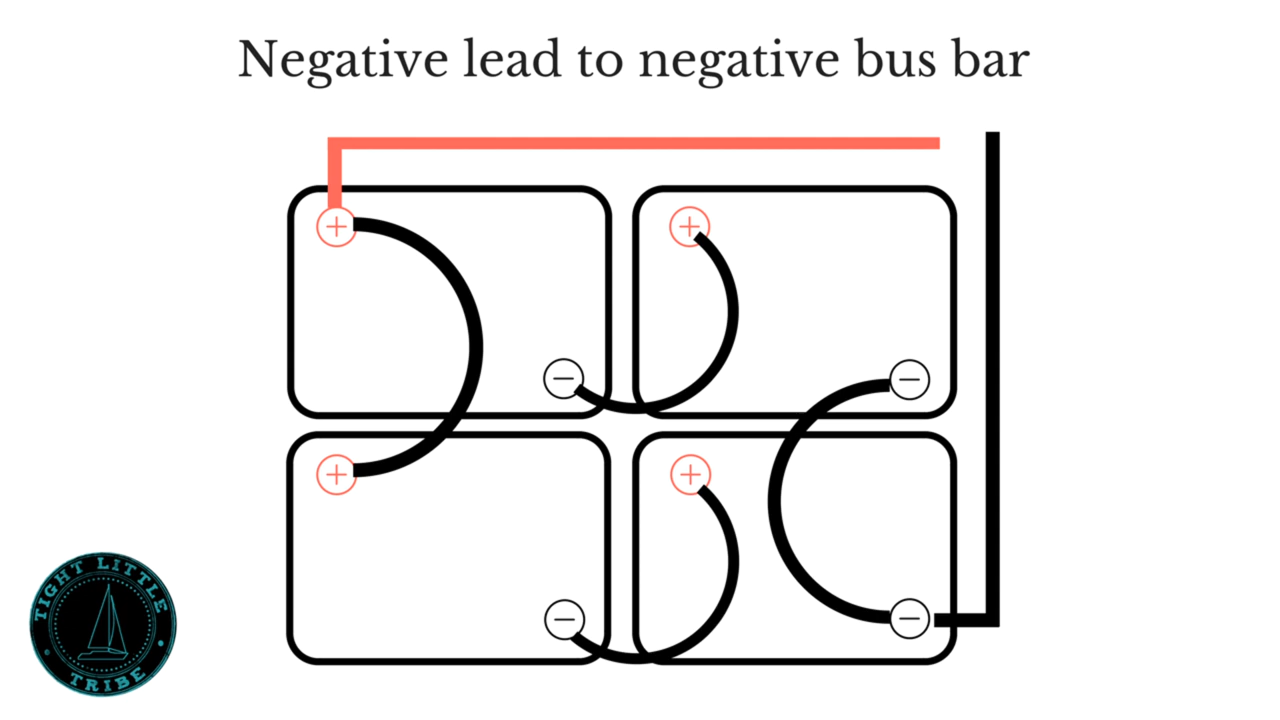 Negative lead to negative bus bar
+
+
−
−
+
+
−
−
TIGHT LITTLE
TRIBE